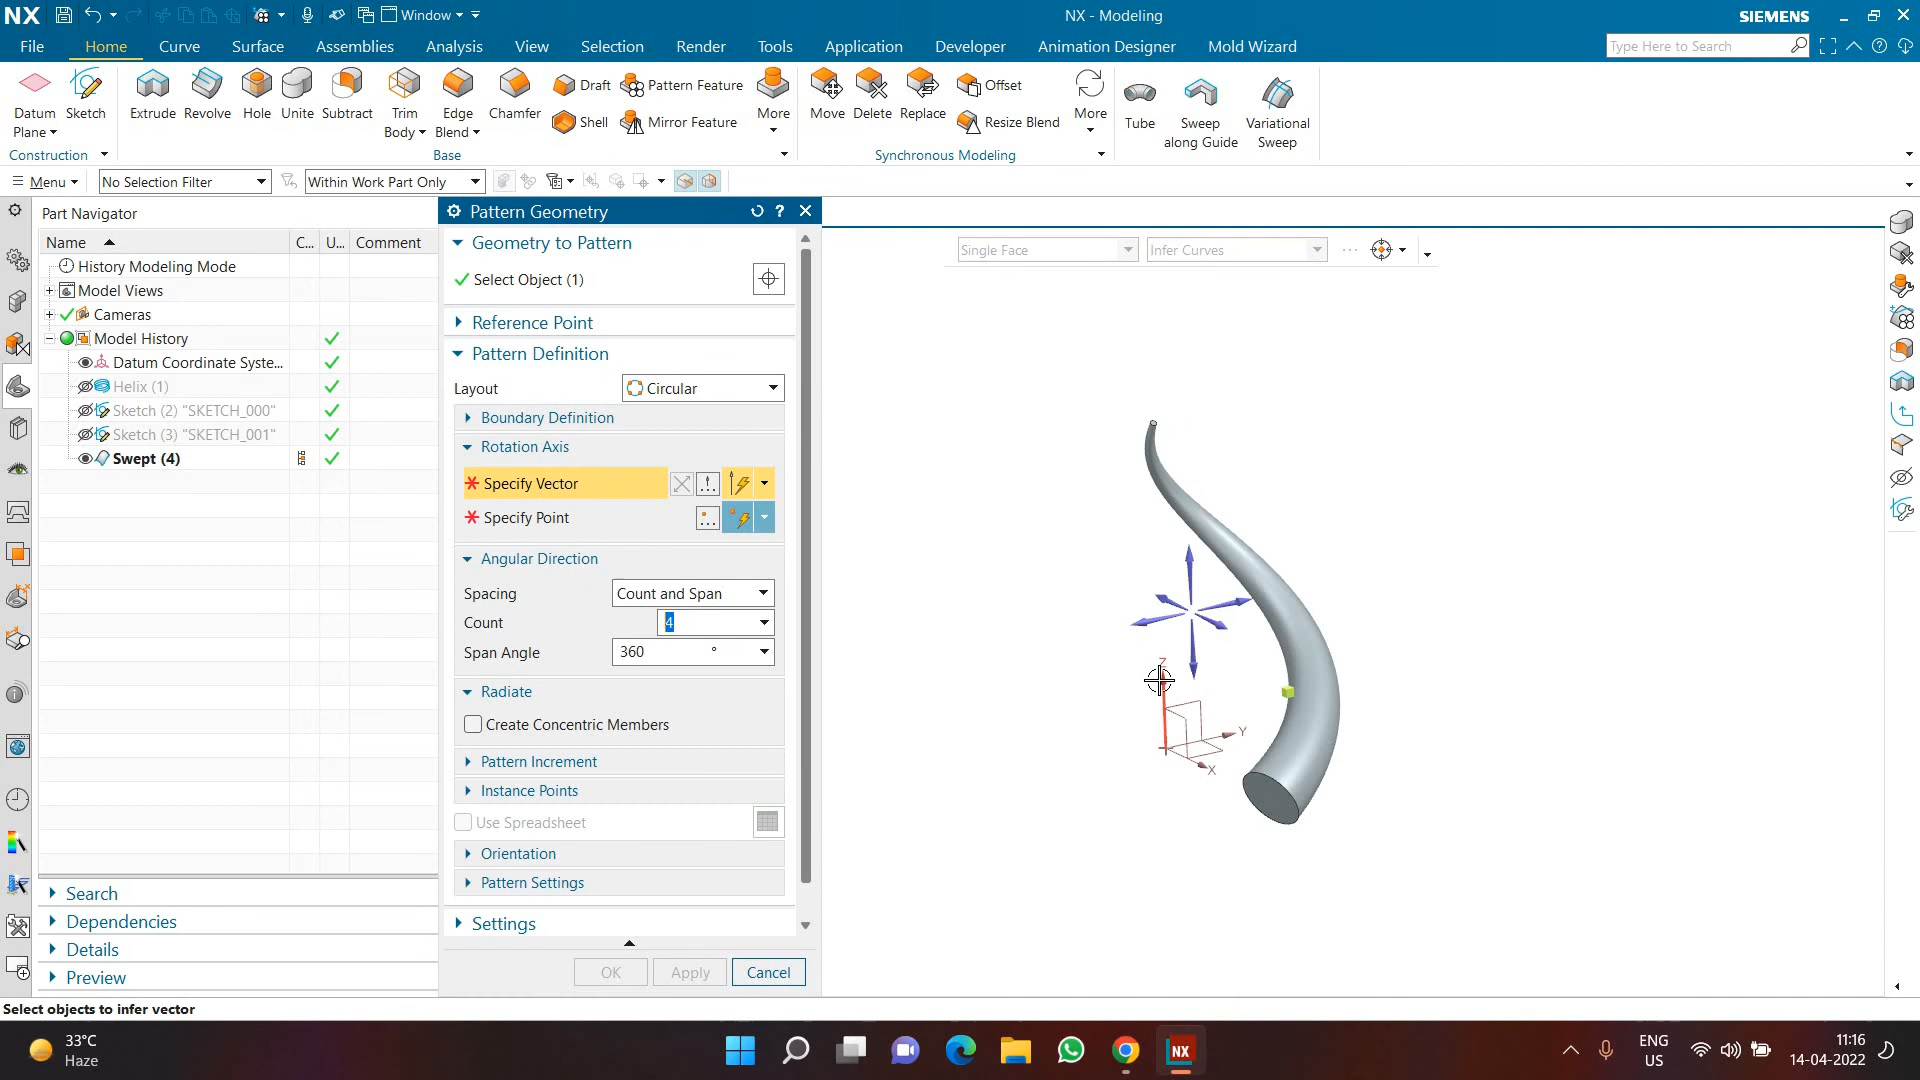 NX
Window
NX - Modeling
SIEMENS
File
Home
Curve
Surface
Assemblies
Analysis
View
Selection
Render
Tools
Application
Developer
Animation Designer
Mold Wizard
Type Here to Search
Datum
Plane
Sketch
Extrude
Revolve
Hole
Unite
Subtract
Trim
Body
Edge
Blend
Chamfer
Draft
Shell
Pattern Feature
Mirror Feature
More
Move
Delete
Replace
Offset
Resize Blend
More
Tube
Sweep
along Guide
Variational
Sweep
Construction
Base
Synchronous Modeling
Menu
No Selection Filter
Within Work Part Only
Part Navigator
Name
C...
U...
Comment
History Modeling Mode
Model Views
Cameras
Model History
Datum Coordinate Syste...
Helix (1)
Sketch (2) "SKETCH_000"
Sketch (3) "SKETCH_001"
Swept (4)
Search
Dependencies
Details
Preview
Pattern Geometry
Geometry to Pattern
Select Object (1)
Reference Point
Pattern Definition
Layout
Circular
Boundary Definition
Rotation Axis
* Specify Vector
* Specify Point
Angular Direction
Spacing
Count and Span
Count
4
Span Angle
360 °
Radiate
Create Concentric Members
Pattern Increment
Instance Points
Use Spreadsheet
Orientation
Pattern Settings
Settings
OK
Apply
Cancel
Single Face
Infer Curves
Z
Y
X
Select objects to infer vector
33°C
Haze
NX
ENG
US
11:16
14-04-2022